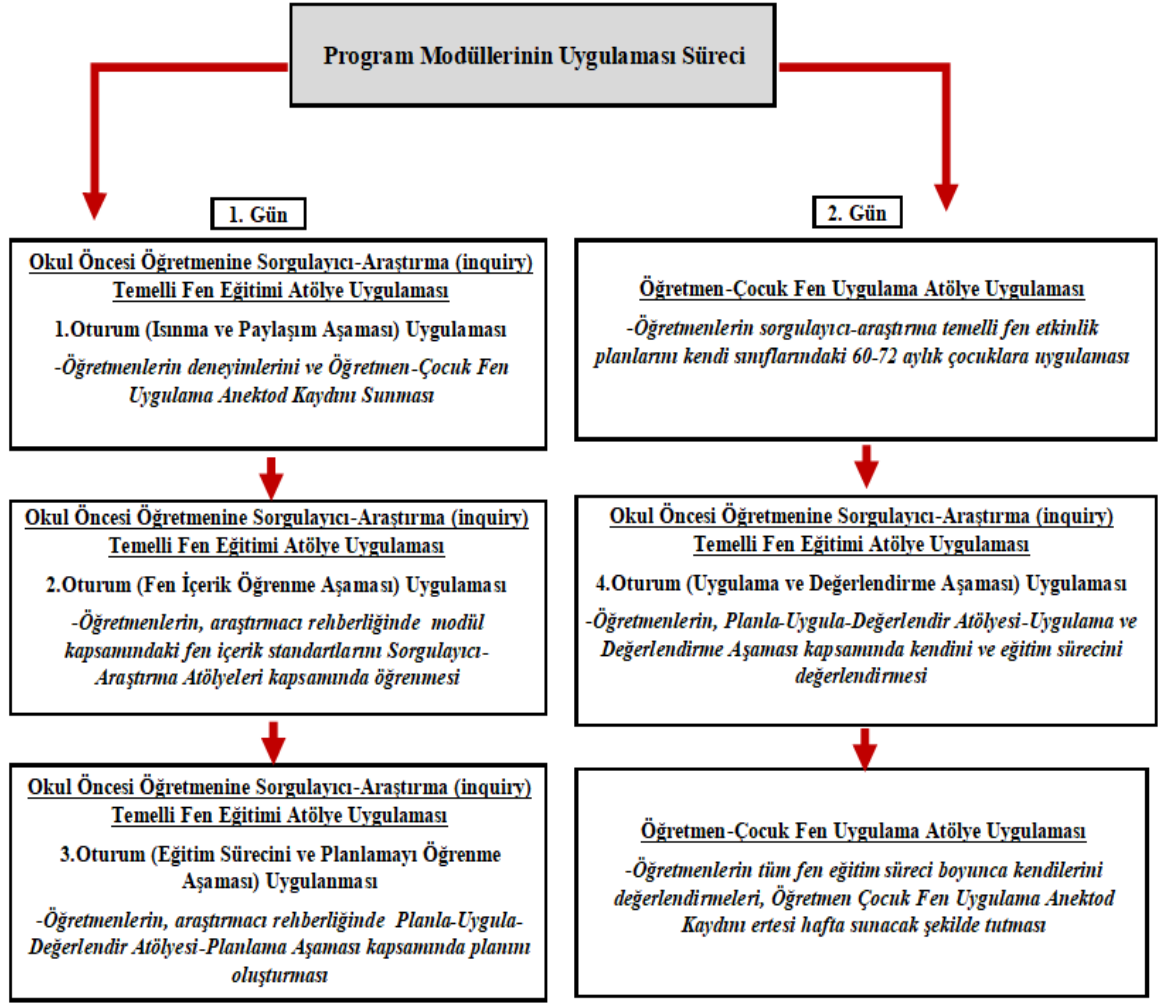 Program Modüllerinin Uygulaması Süreci
1. Gün
Okul Öncesi Öğretmenine Sorgulayıcı-Araştırma (inquiry)
Temelli Fen Eğitimi Atölye Uygulaması
1.Oturum (Isınma ve Paylaşım Aşaması) Uygulaması
-Öğretmenlerin deneyimlerini ve Öğretmen-Çocuk Fen
Uygulama Anektod Kaydını Sunması
Okul Öncesi Öğretmenine Sorgulayıcı-Araştırma (inquiry)
Temelli Fen Eğitimi Atölye Uygulaması
2.Oturum (Fen İçerik Öğrenme Aşaması) Uygulaması
-Öğretmenlerin, araştırmacı rehberliğinde modül
kapsamındaki fen içerik standartlarını Sorgulayıcı-
Araştırma Atölyeleri kapsamında öğrenmesi
Okul Öncesi Öğretmenine Sorgulayıcı-Araştırma (inquiry)
Temelli Fen Eğitimi Atölye Uygulaması
3.Oturum (Eğitim Sürecini ve Planlamayı Öğrenme
Aşaması) Uygulanması
-Öğretmenlerin, araştırmacı rehberliğinde Planla-Uygula-
Değerlendir Atölyesi-Planlama Aşaması kapsamında planını
oluşturması
2. Gün
Öğretmen-Çocuk Fen Uygulama Atölye Uygulaması
-Öğretmenlerin sorgulayıcı-araştırma temelli fen etkinlik
planlarını kendi sınıflarındaki 60-72 aylık çocuklara uygulaması
Okul Öncesi Öğretmenine Sorgulayıcı-Araştırma (inquiry)
Temelli Fen Eğitimi Atölye Uygulaması
4.Oturum (Uygulama ve Değerlendirme Aşaması) Uygulaması
-Öğretmenlerin, Planla-Uygula-Değerlendir Atölyesi-Uygulama ve
Değerlendirme Aşaması kapsamında kendini ve eğitim sürecini
değerlendirmesi
Öğretmen-Çocuk Fen Uygulama Atölye Uygulaması
-Öğretmenlerin tüm fen eğitim süreci boyunca kendilerini
değerlendirmeleri, Öğretmen Çocuk Fen Uygulama Anektod
Kaydını ertesi hafta sunacak şekilde tutması